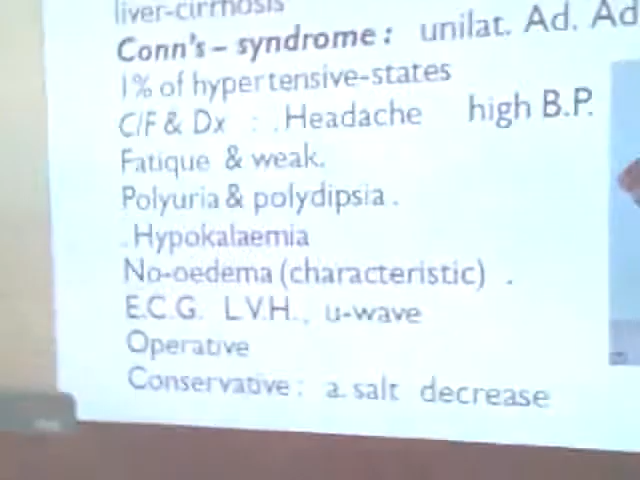 liver-cirrhosis
Conn's – syndrome : unilat. Ad. Ad
1% of hypertensive-states
C/F & Dx : . Headache high B.P.
Fatique & weak.
Polyuria & polydipsia .
. Hypokalaemia
No-oedema (characteristic) .
E.C.G. L.V.H. . u-wave
Operative
Conservative : a. salt decrease